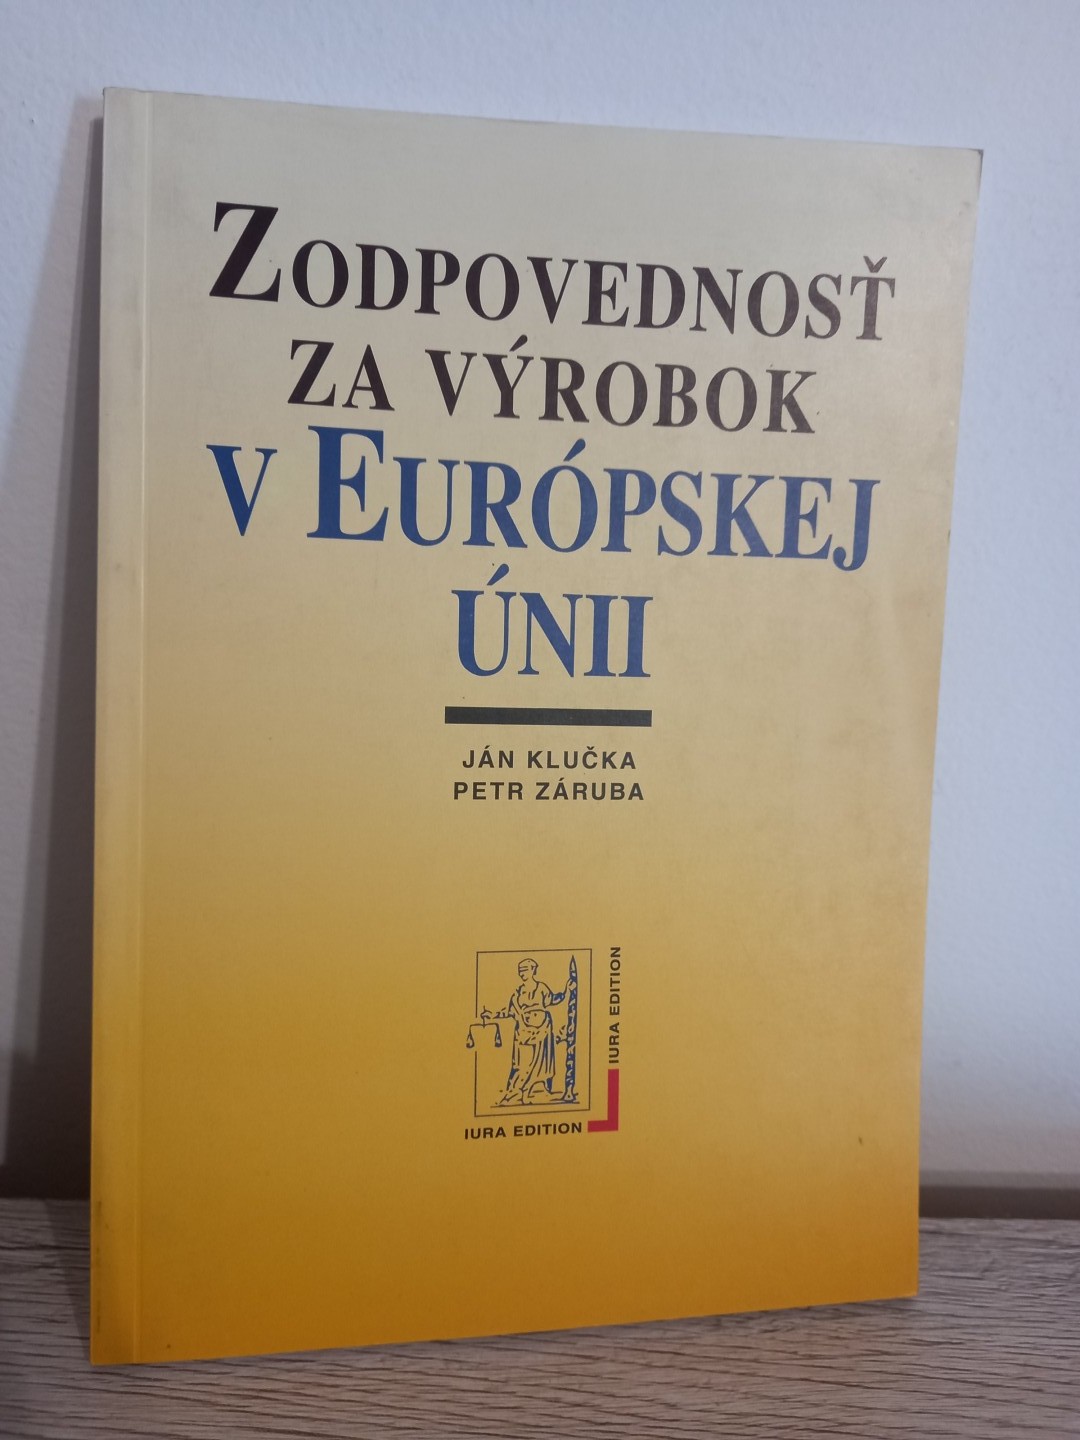 ZODPOVEDNOSŤ
ZA VÝROBOK
V EURÓPSKEJ
ÚNII
JÁN KLUČKA
PETR ZÁRUBA
IURA EDITION
IURA EDITION